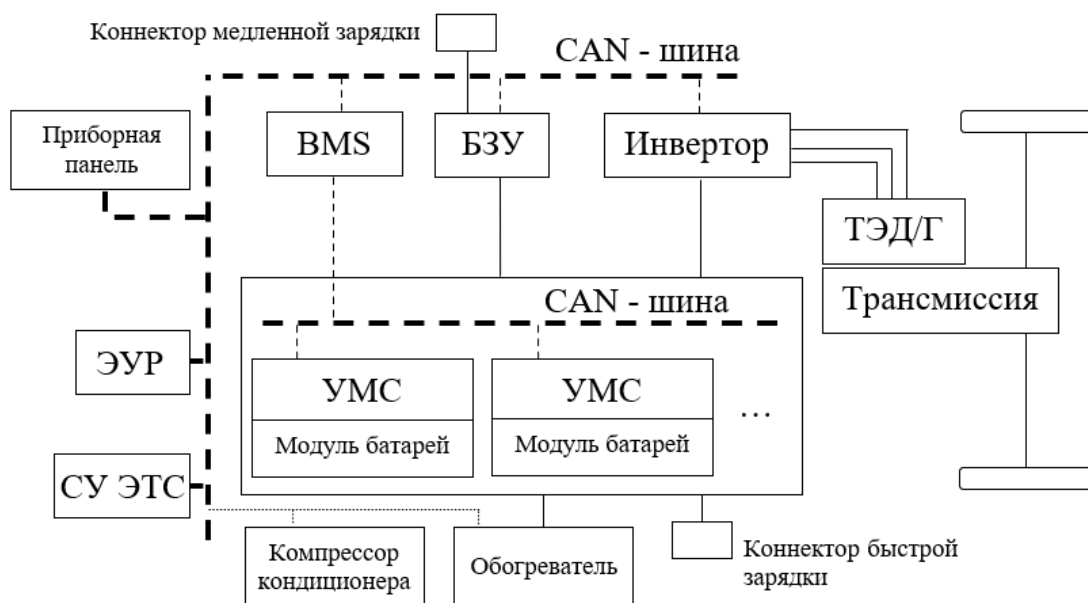 Коннектор медленной зарядки
CAN - шина
Приборная
панель
BMS
БЗУ
Инвертор
ТЭД/Г
Трансмиссия
CAN - шина
ЭУР
УМС
Модуль батарей
УМС
Модуль батарей
...
СУ ЭТС
Компрессор
кондиционера
Обогреватель
Коннектор быстрой
зарядки